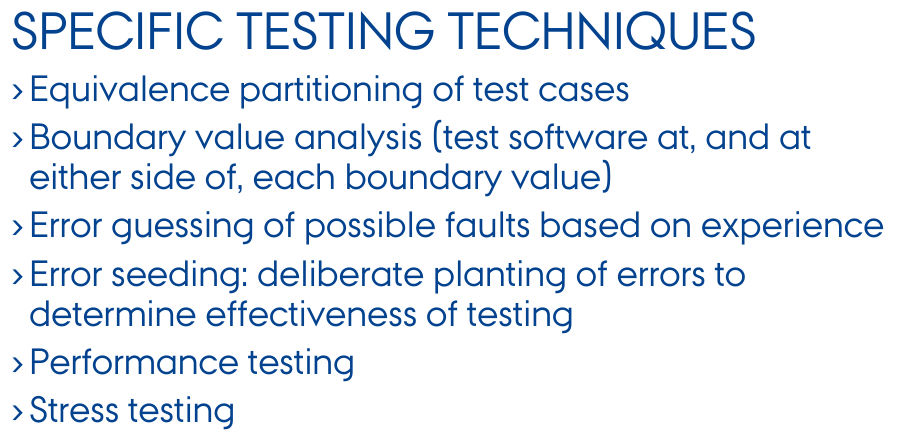 SPECIFIC TESTING TECHNIQUES
› Equivalence partitioning of test cases
› Boundary value analysis (test software at, and at
either side of, each boundary value)
› Error guessing of possible faults based on experience
› Error seeding: deliberate planting of errors to
determine effectiveness of testing
› Performance testing
› Stress testing